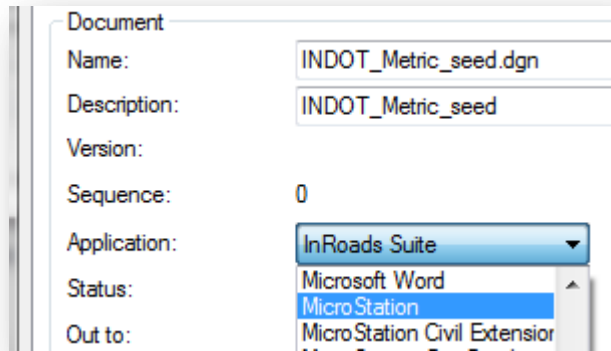 Document
Name: INDOT_Metric_seed.dgn
Description: INDOT_Metric_seed
Version:
Sequence: 0
Application: InRoads Suite
Status: Microsoft Word
MicroStation
Out to: MicroStation Civil Extension